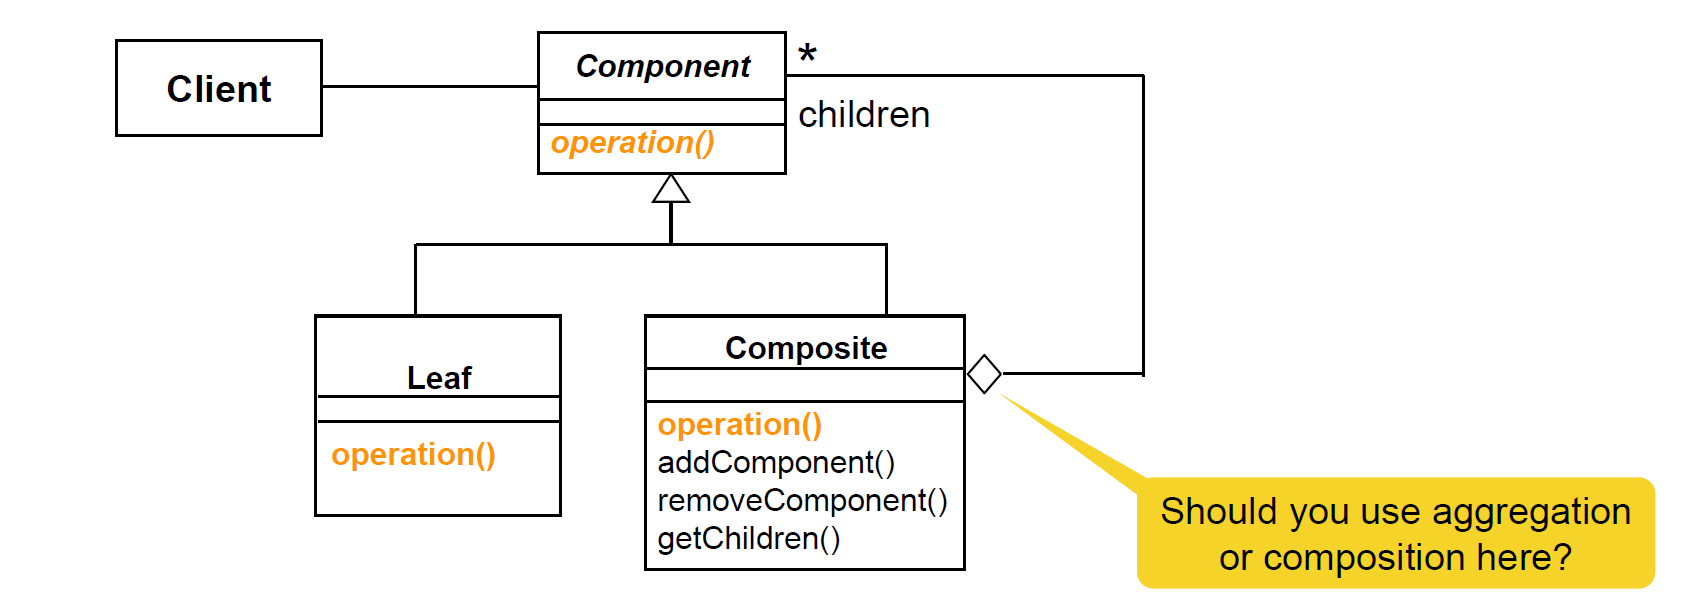 Client
Component
operation()
*
children
Leaf
operation()
Composite
operation()
addComponent()
removeComponent()
getChildren()
Should you use aggregation
or composition here?